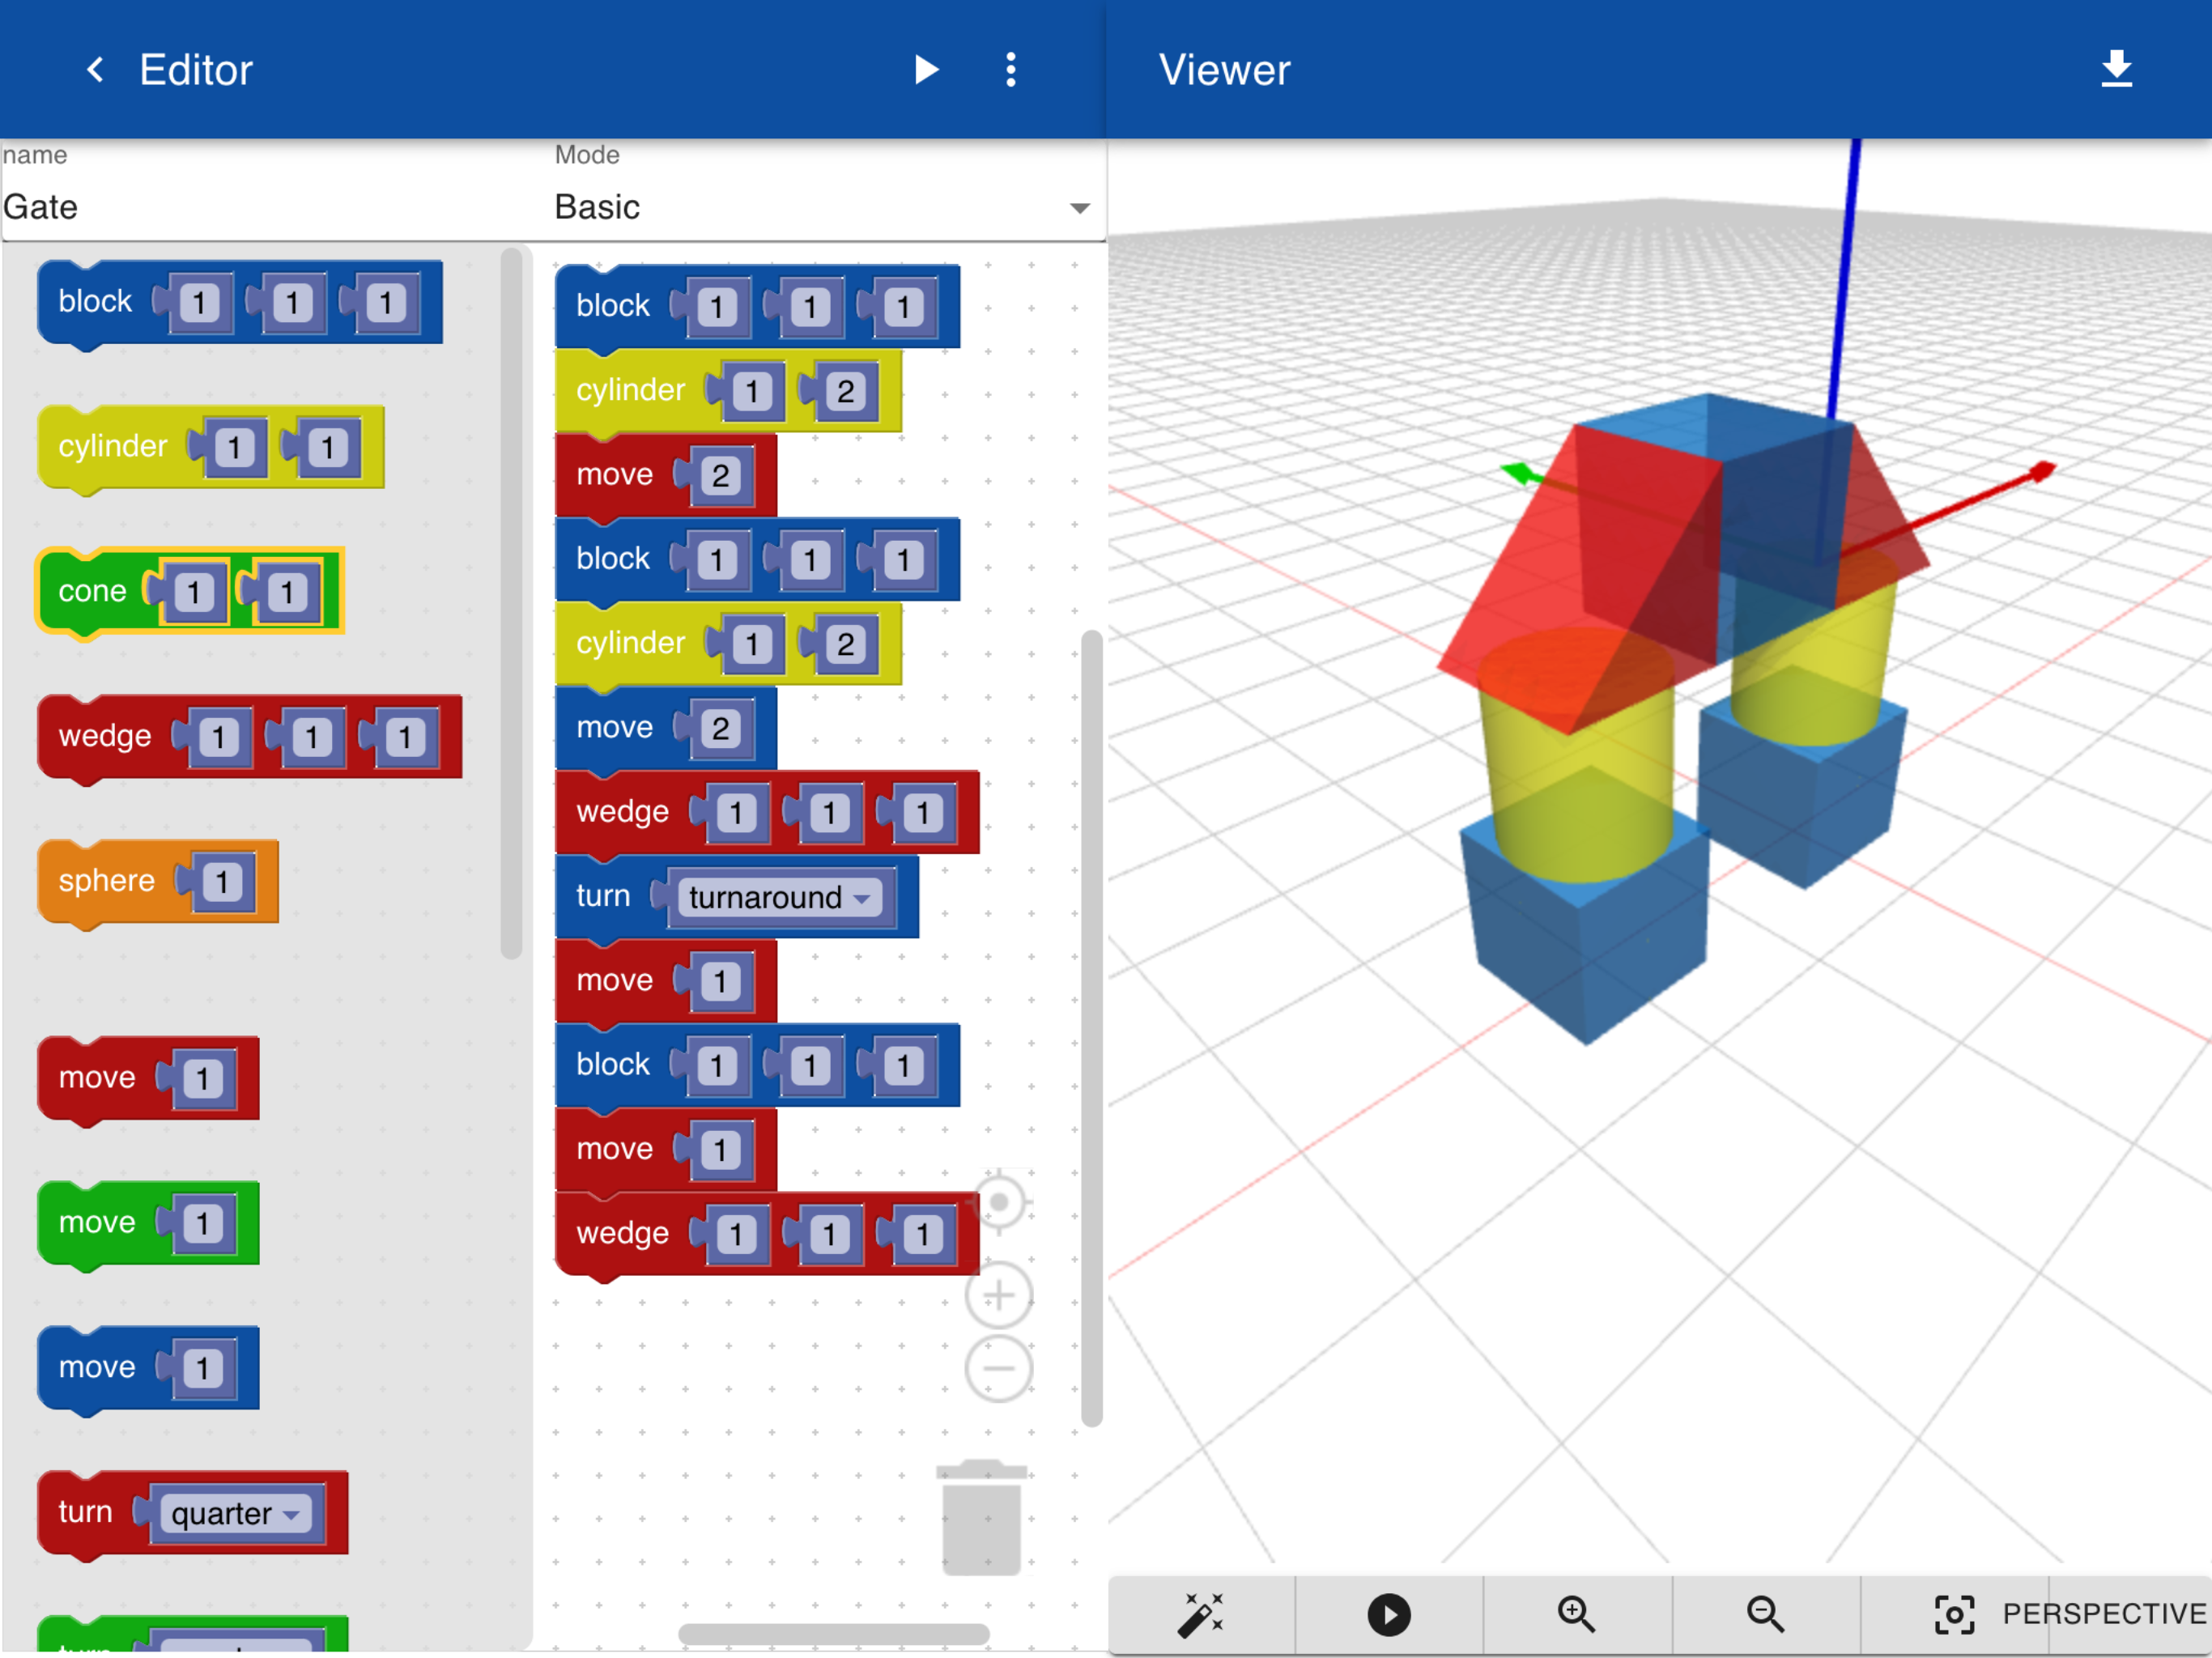 Editor
Viewer
name
Gate
Mode
Basic
block 1 1 1
cylinder 1 1
cone 1 1
wedge 1 1 1
sphere 1
move 1
move 1
move 1
turn quarter
block 1 1 1
cylinder 1 2
move 2
block 1 1 1
cylinder 1 2
move 2
wedge 1 1 1
turn turnaround
move 1
block 1 1 1
move 1
wedge 1 1 1
PERSPECTIVE